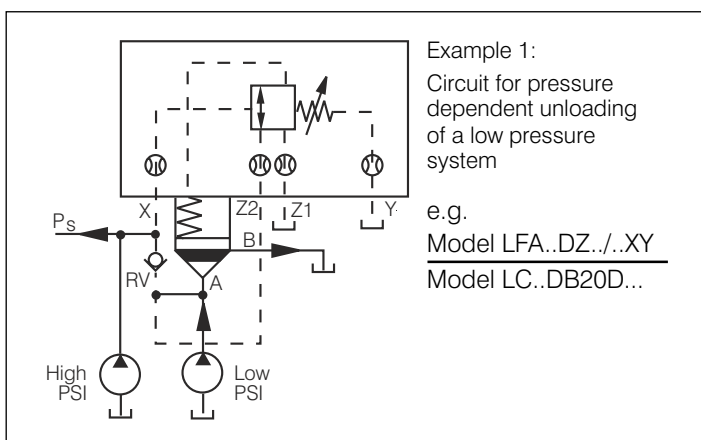 Example 1:
Circuit for pressure
dependent unloading
of a low pressure
system
e.g.
Model LFA..DZ../..XY
Model LC..DB20D...
X
Z2
Z1
Y
Ps
B
RV
A
High
PSI
Low
PSI